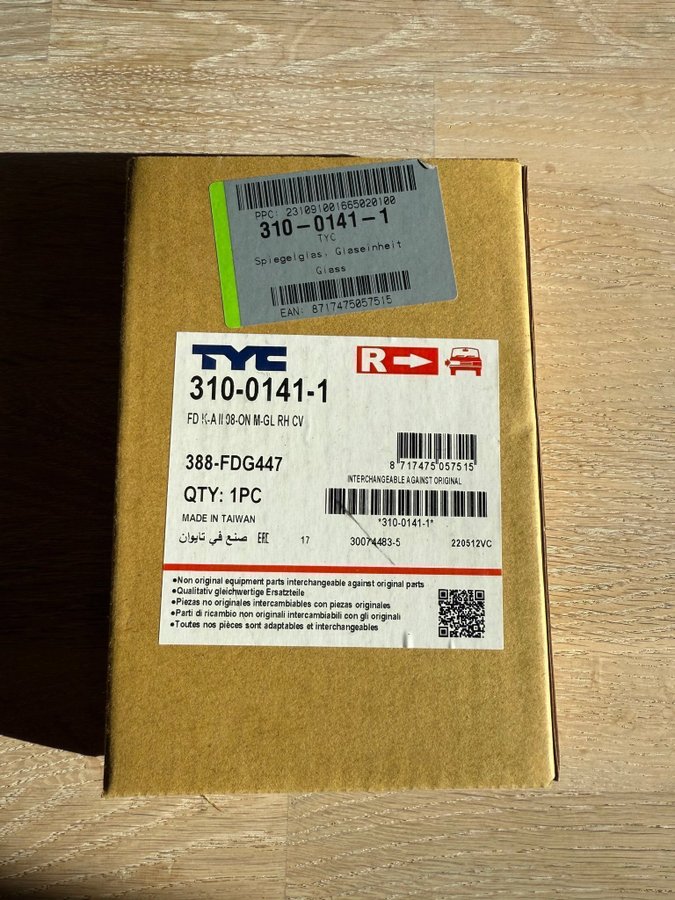 PPC: 231091001665020100
310-0141-1
TYC
Spiegelglas, Glaseinheit
Glass
EAN: 8717475057515
TYC
R
310-0141-1
FD K-A II 98-ON M-GL RH CV
388-FDG447
8 717475 057515
INTERCHANGEABLE AGAINST ORIGINAL
QTY: 1PC
*310-0141-1*
MADE IN TAIWAN
صنع في تايوان EAC 17 30074483-5 220512VC
•Non original equipment parts interchangeable against original parts
•Qualitativ gleichwertige Ersatzteile
•Piezas no originales intercambiables con piezas originales
•Parti di ricambio non originali intercambiabili con gli originali
•Toutes nos pièces sont adaptables et interchangeables